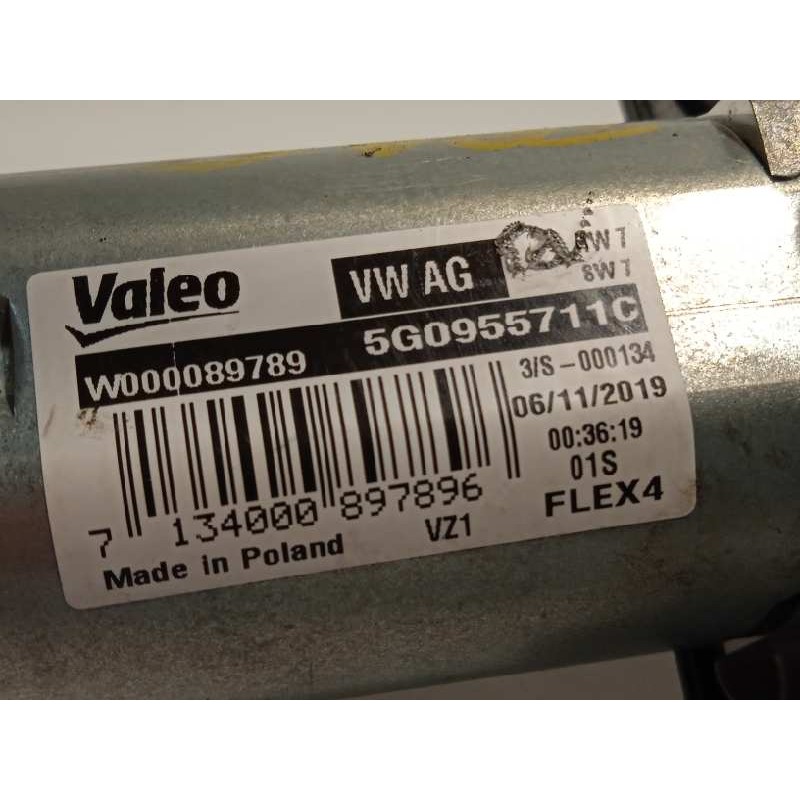 Valeo
VW AG
W 7
8W 7
W000089789
5G0955711C
3/S-000134
06/11/2019
00:36:19
01S
FLEX4
7 134000 897896
VZ1
Made in Poland